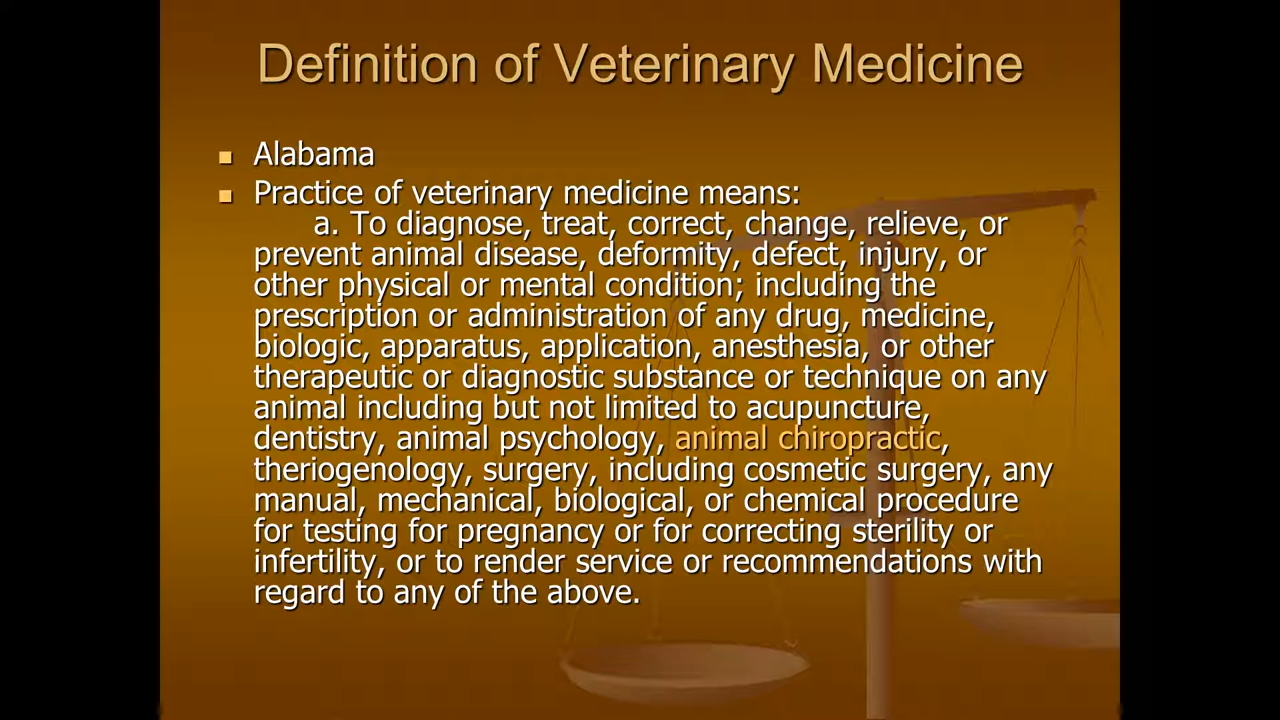 Definition of Veterinary Medicine
Alabama
Practice of veterinary medicine means:
a. To diagnose, treat, correct, change, relieve, or
prevent animal disease, deformity, defect, injury, or
other physical or mental condition; including the
prescription or administration of any drug, medicine,
biologic, apparatus, application, anesthesia, or other
therapeutic or diagnostic substance or technique on any
animal including but not limited to acupuncture,
dentistry, animal psychology, animal chiropractic,
theriogenology, surgery, including cosmetic surgery, any
manual, mechanical, biological, or chemical procedure
for testing for pregnancy or for correcting sterility or
infertility, or to render service or recommendations with
regard to any of the above.